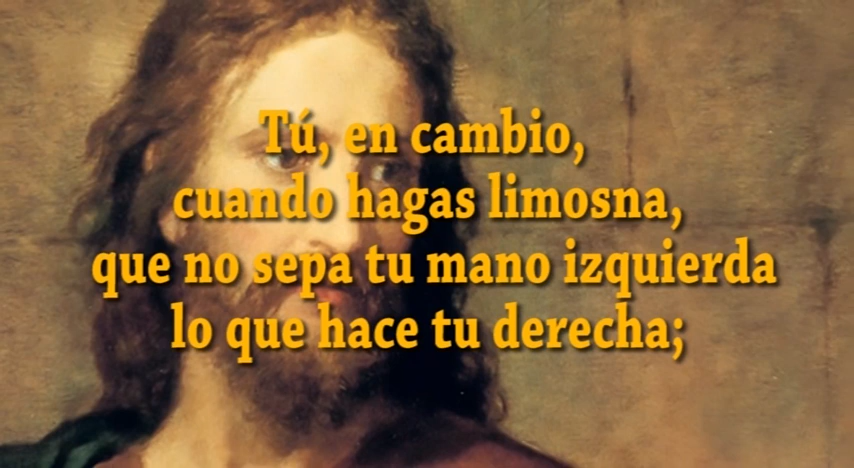 Tú, en cambio,
cuando hagas limosna,
que no sepa tu mano izquierda
lo que hace tu derecha;